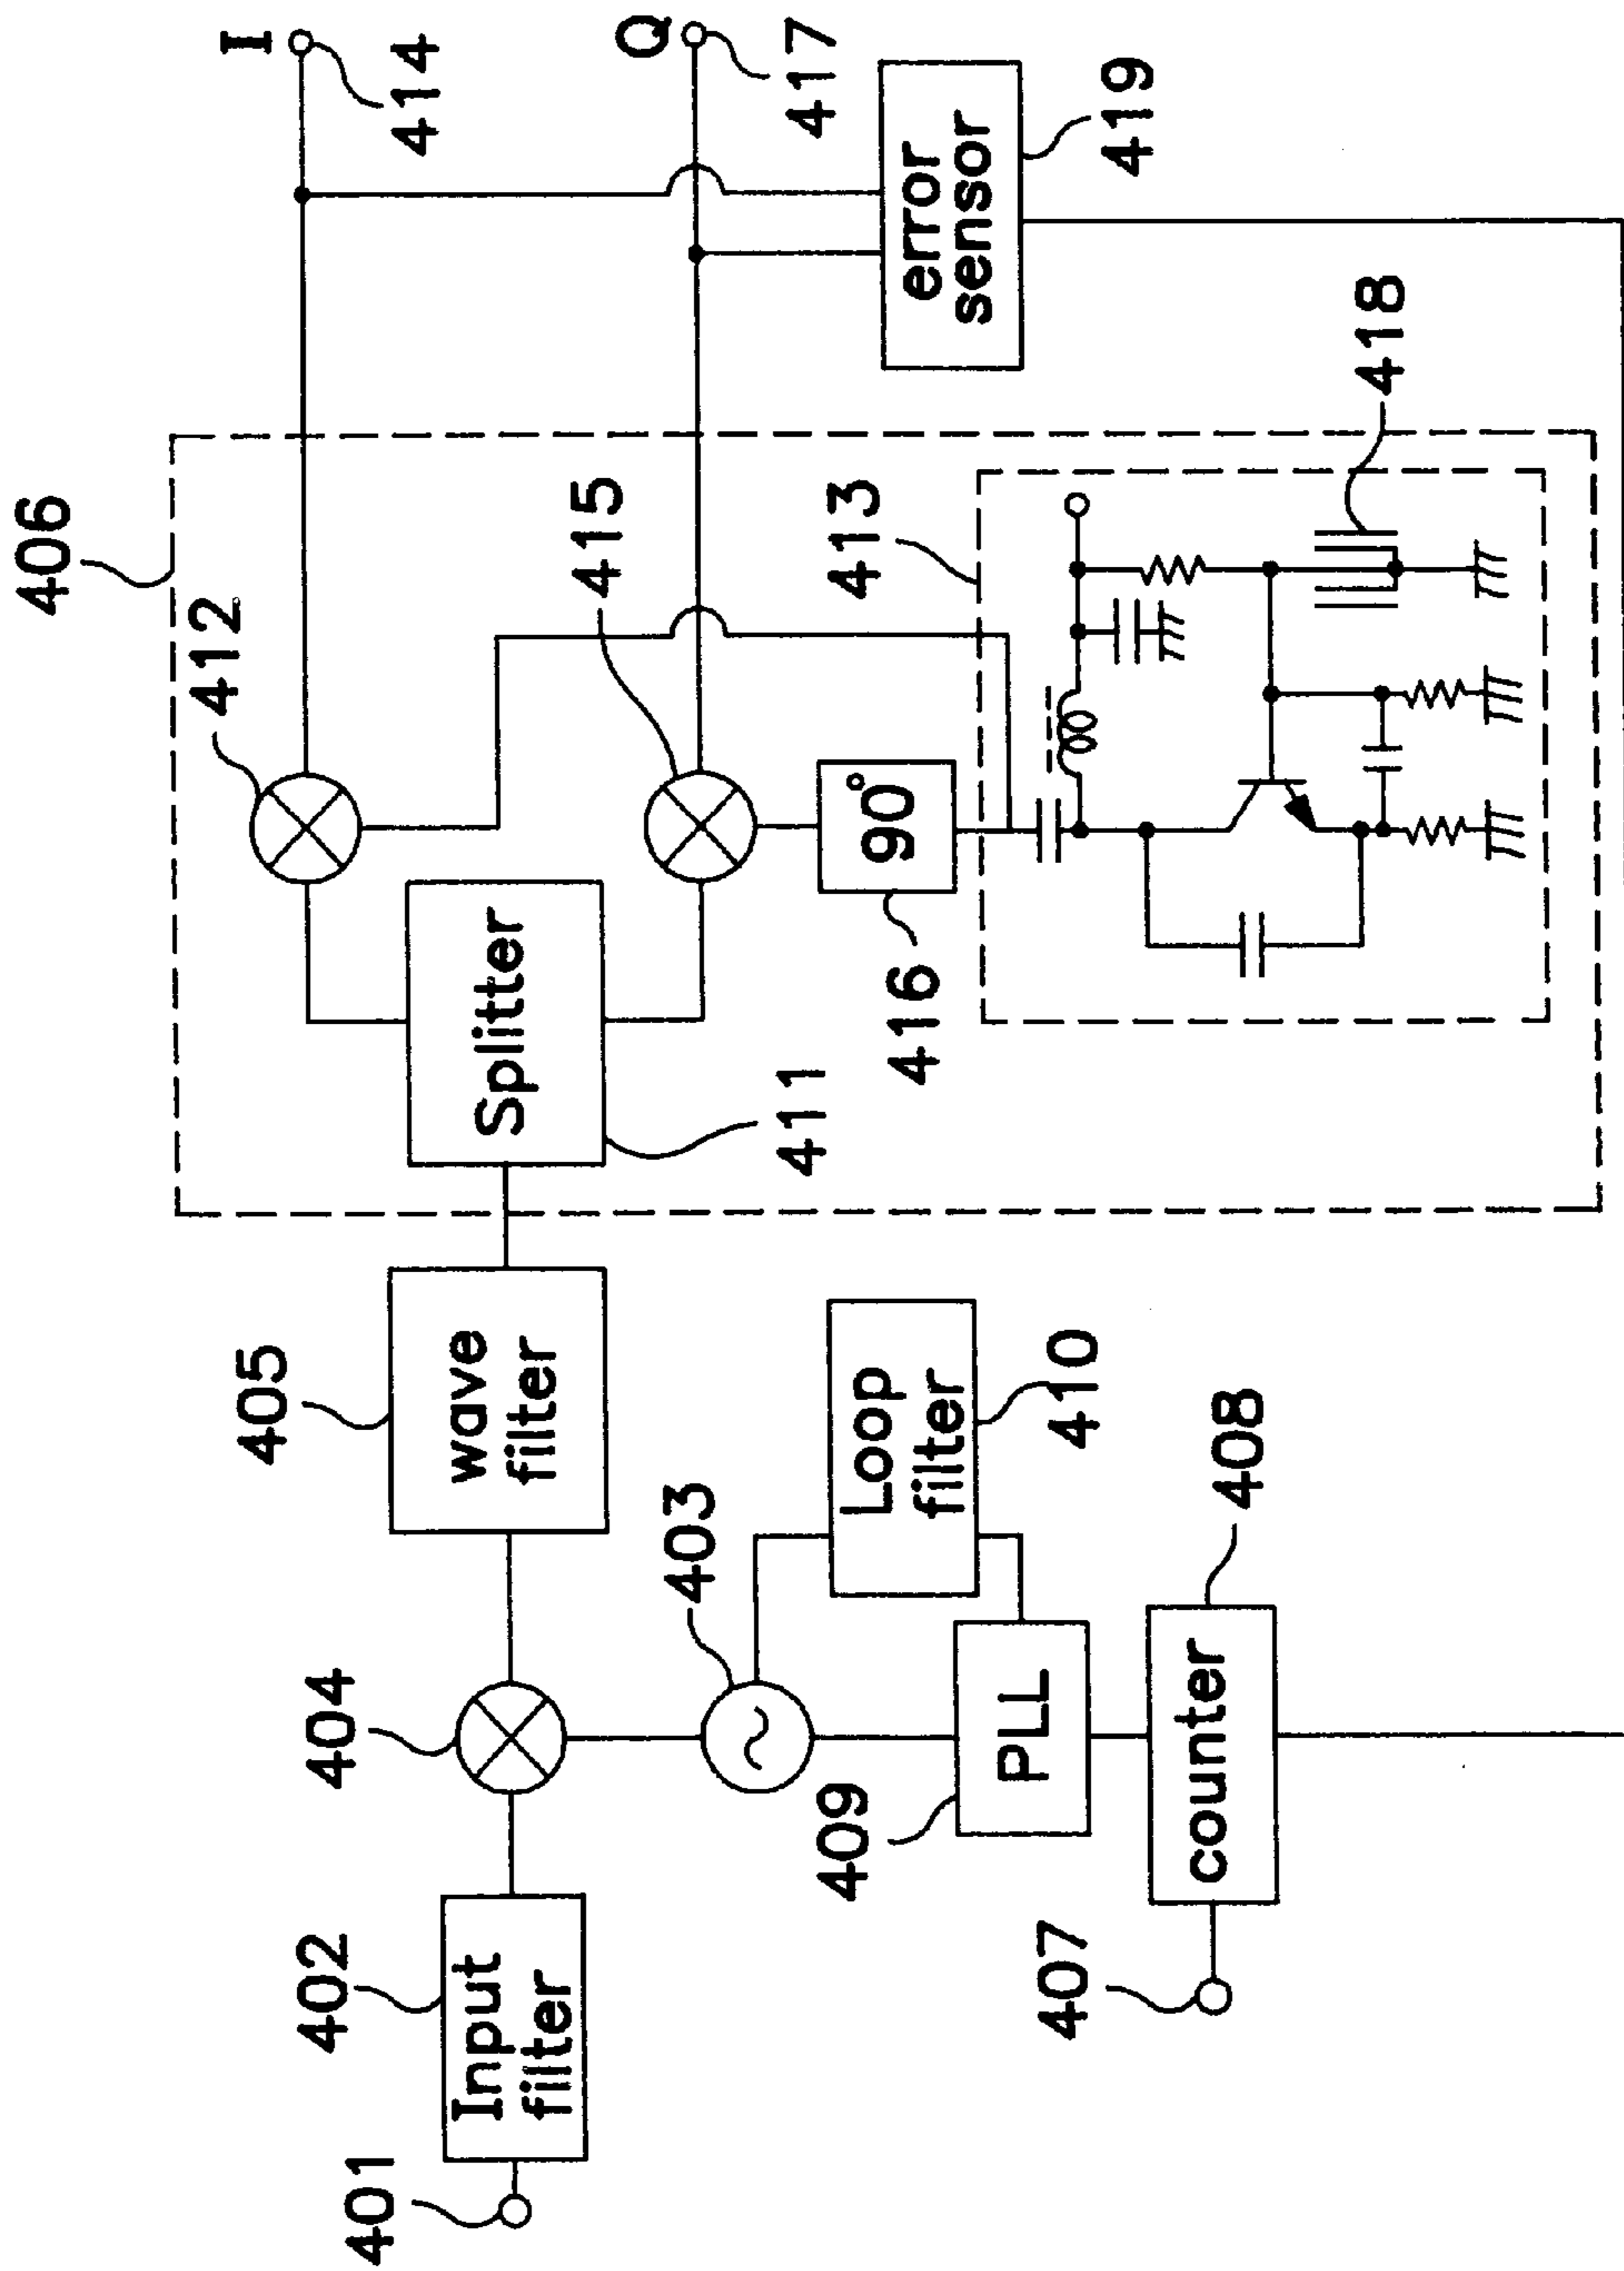 406
I
414
412
Q
417
405
415
402
404
Splitter
Input
filter
wave
filter
411
401
403
416
90°
413
error
sensor
419
Loop
filter
409
PLL
410
418
407
counter
408